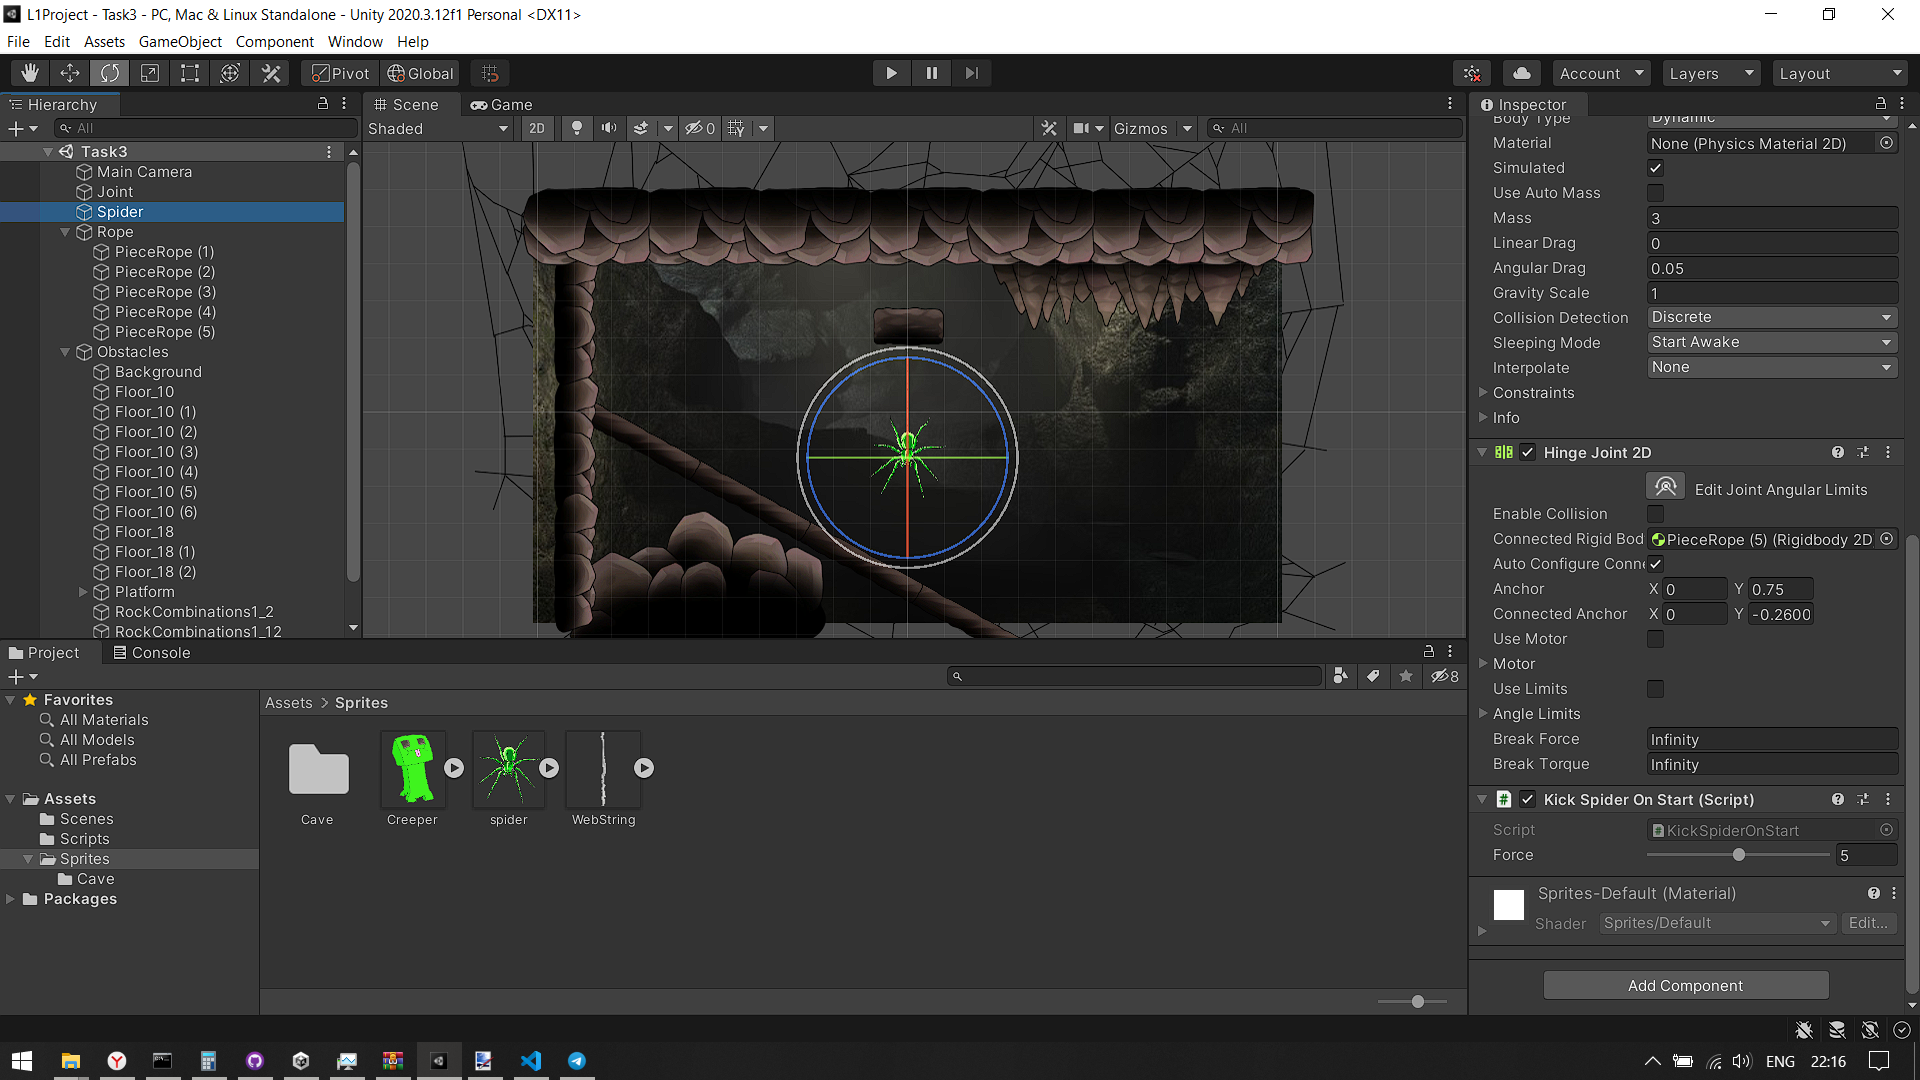 L1Project - Task3 - PC, Mac & Linux Standalone - Unity 2020.3.12f1 Personal <DX11>
File Edit Assets GameObject Component Window Help
Pivot Global Account Layers Layout
Hierarchy
All
Task3
Main Camera
Joint
Spider
Rope
PieceRope (1)
PieceRope (2)
PieceRope (3)
PieceRope (4)
PieceRope (5)
Obstacles
Background
Floor_10
Floor_10 (1)
Floor_10 (2)
Floor_10 (3)
Floor_10 (4)
Floor_10 (5)
Floor_10 (6)
Floor_18
Floor_18 (1)
Floor_18 (2)
Platform
RockCombinations1_2
RockCombinations1_12
Scene Game
Shaded 2D 0 Gizmos All
Inspector
Body Type Dynamic
Material None (Physics Material 2D)
Simulated
Use Auto Mass
Mass 3
Linear Drag 0
Angular Drag 0.05
Gravity Scale 1
Collision Detection Discrete
Sleeping Mode Start Awake
Interpolate None
Constraints
Info
Hinge Joint 2D
Edit Joint Angular Limits
Enable Collision
Connected Rigid Bod PieceRope (5) (Rigidbody 2D
Auto Configure Conne
Anchor X 0 Y 0.75
Connected Anchor X 0 Y -0.2600
Use Motor
Motor
Use Limits
Angle Limits
Break Force Infinity
Break Torque Infinity
Kick Spider On Start (Script)
Script KickSpiderOnStart
Force 5
Sprites-Default (Material)
Shader Sprites/Default Edit...
Add Component
Project Console
8
Favorites
All Materials
All Models
All Prefabs
Assets
Scenes
Scripts
Sprites
Cave
Packages
Assets > Sprites
Cave Creeper spider WebString
ENG 22:16